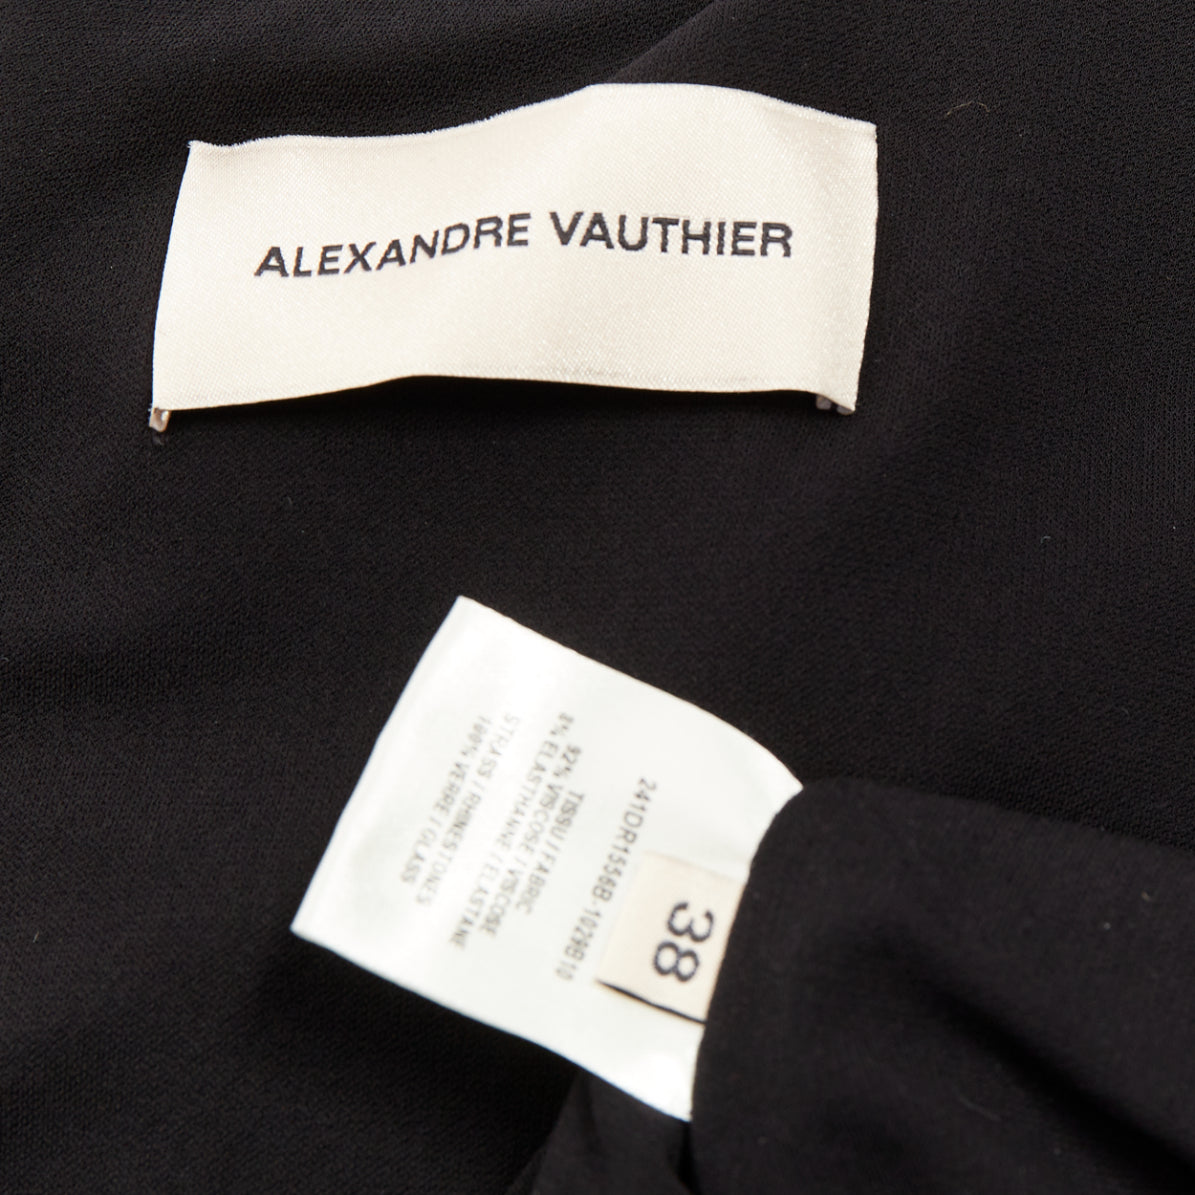 ALEXANDRE VAUTHIER
38
241DR1556B-1029B10
TISSU / FABRIC
92% VISCOSE / VISCOSE
8% ELASTHANNE / ELASTANE
STRASS / RHINESTONES
100% VERRE / GLASS